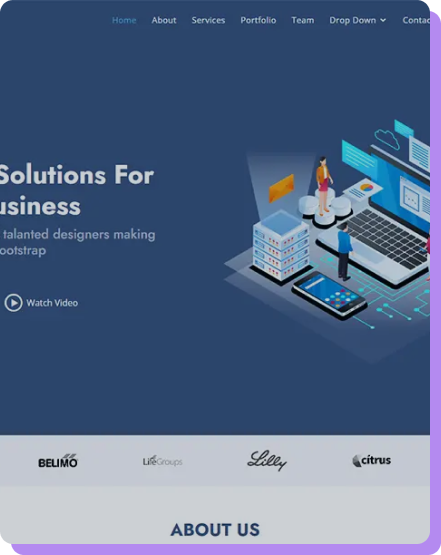 Home About Services Portfolio Team Drop Down Contac
Solutions For
usiness
talanted designers making
ootstrap
Watch Video
BELIMO LifeGroups Lilly citrus
ABOUT US